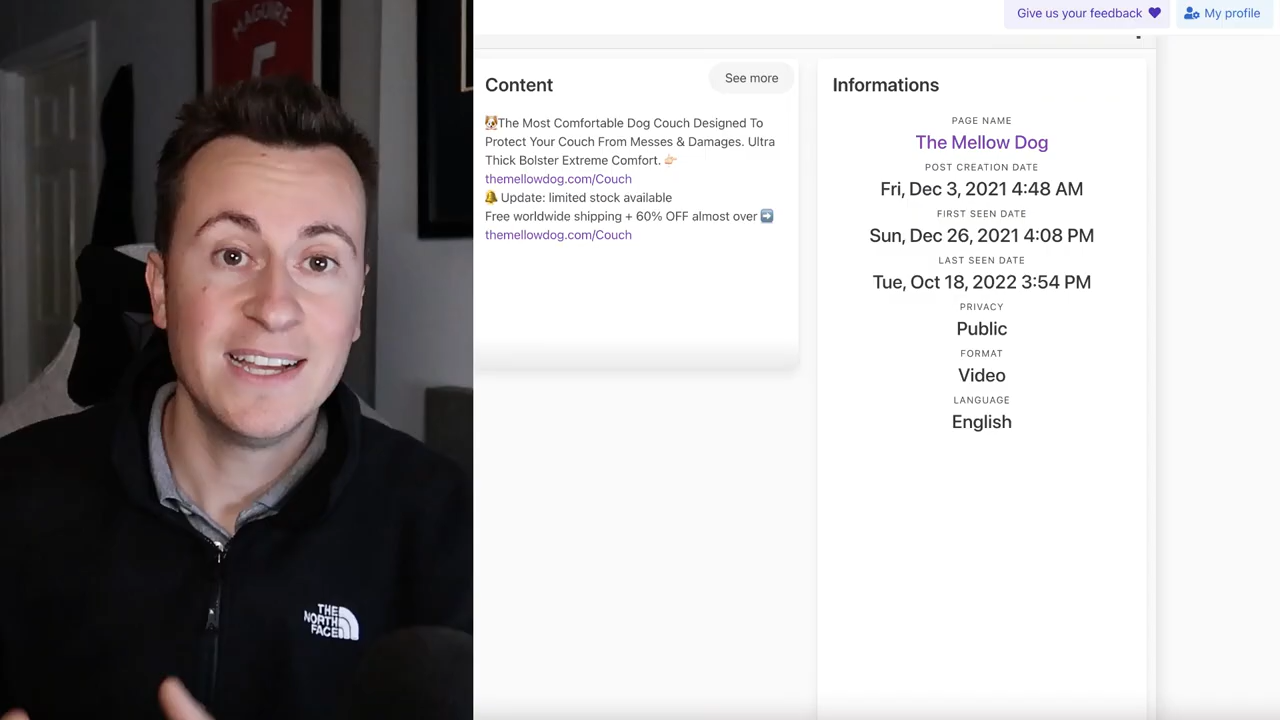 MAGUIRE
5
THE
NORTH
FACE
Give us your feedback
My profile
Content
See more
🐶The Most Comfortable Dog Couch Designed To
Protect Your Couch From Messes & Damages. Ultra
Thick Bolster Extreme Comfort. 👉🏻
themellowdog.com/Couch
🔔 Update: limited stock available
Free worldwide shipping + 60% OFF almost over ➡️
themellowdog.com/Couch
Informations
PAGE NAME
The Mellow Dog
POST CREATION DATE
Fri, Dec 3, 2021 4:48 AM
FIRST SEEN DATE
Sun, Dec 26, 2021 4:08 PM
LAST SEEN DATE
Tue, Oct 18, 2022 3:54 PM
PRIVACY
Public
FORMAT
Video
LANGUAGE
English